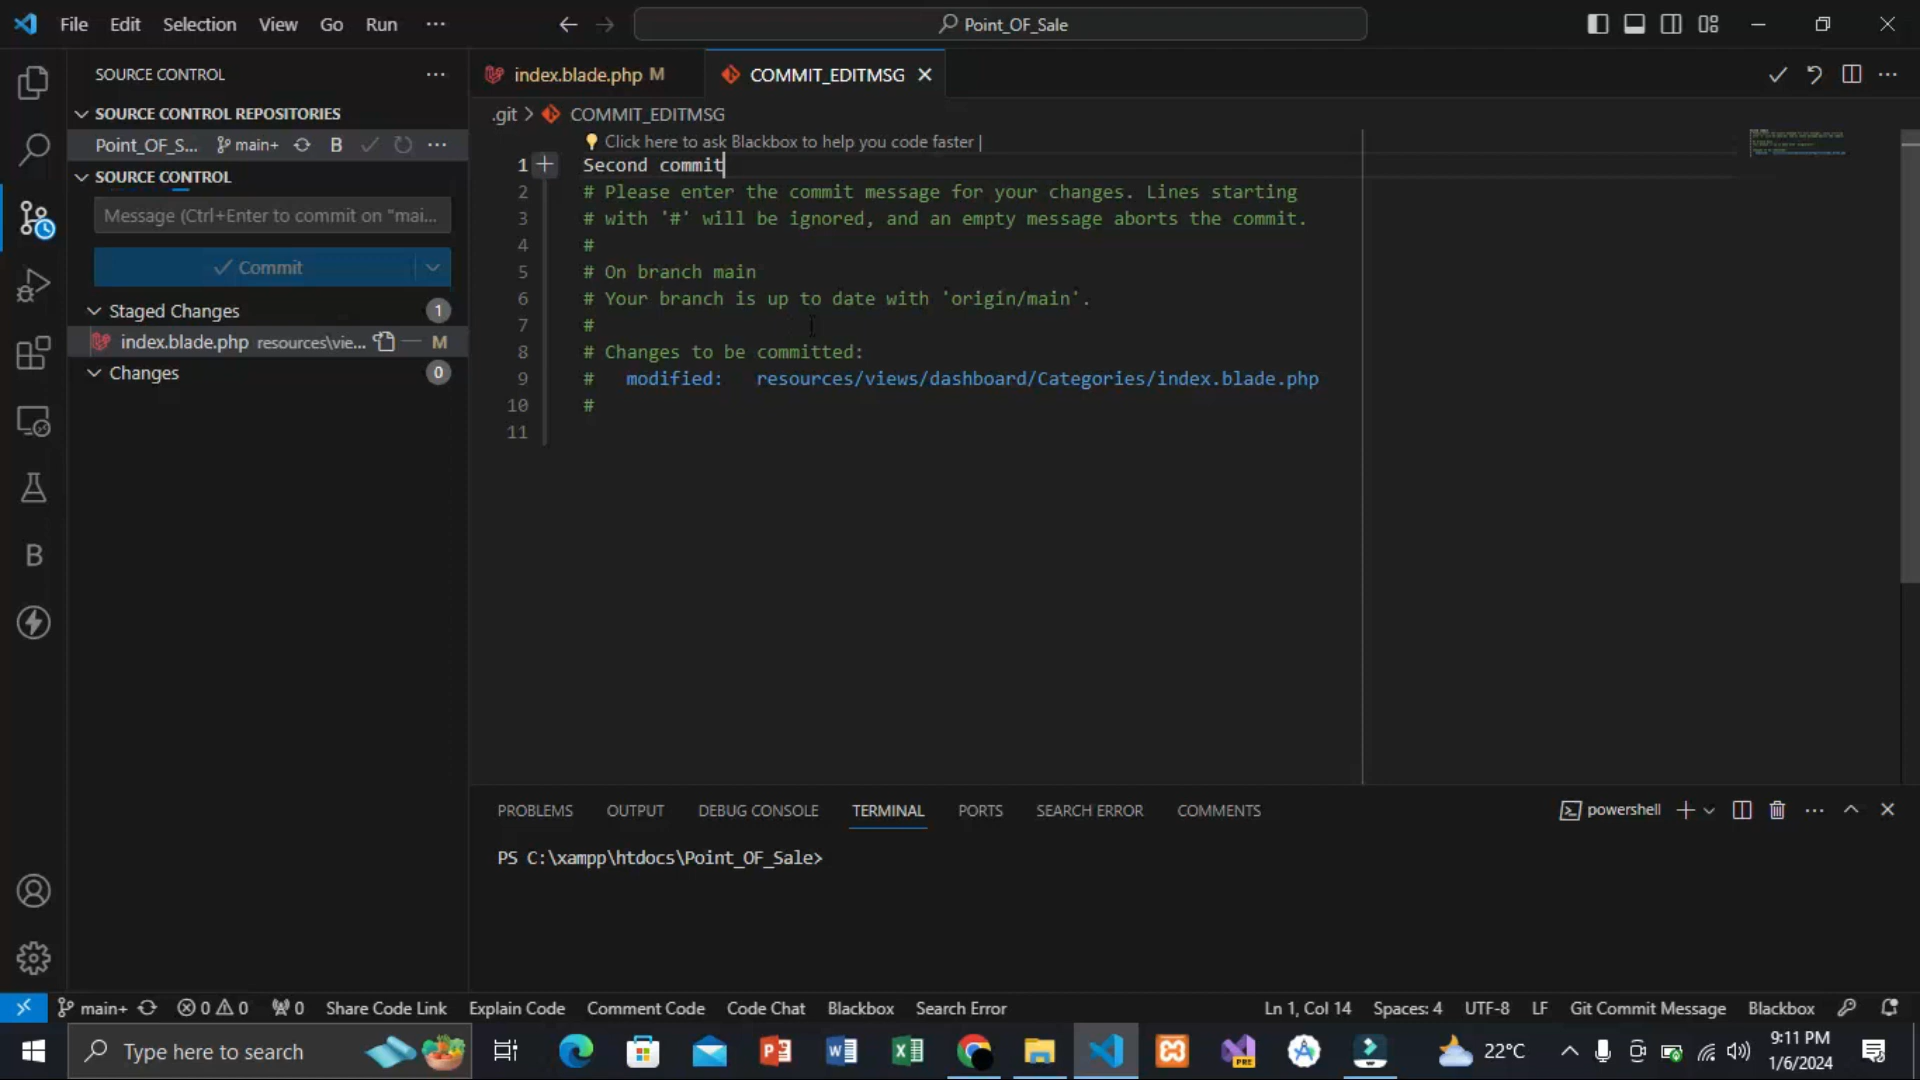 File Edit Selection View Go Run ··· Point_OF_Sale
SOURCE CONTROL
SOURCE CONTROL REPOSITORIES
Point_OF_S... main+ B
SOURCE CONTROL
Message (Ctrl+Enter to commit on "mai...
Commit
Staged Changes 1
index.blade.php resources\vie... M
Changes 0
index.blade.php M COMMIT_EDITMSG
.git > COMMIT_EDITMSG
Click here to ask Blackbox to help you code faster |
1 Second commit
2 # Please enter the commit message for your changes. Lines starting
3 # with '#' will be ignored, and an empty message aborts the commit.
4 #
5 # On branch main
6 # Your branch is up to date with 'origin/main'.
7 #
8 # Changes to be committed:
9 # modified: resources/views/dashboard/Categories/index.blade.php
10 #
11
B
PROBLEMS OUTPUT DEBUG CONSOLE TERMINAL PORTS SEARCH ERROR COMMENTS powershell
PS C:\xampp\htdocs\Point_OF_Sale>
main+ 0 0 0 Share Code Link Explain Code Comment Code Code Chat Blackbox Search Error Ln 1, Col 14 Spaces: 4 UTF-8 LF Git Commit Message Blackbox
Type here to search 22°C 9:11 PM
1/6/2024